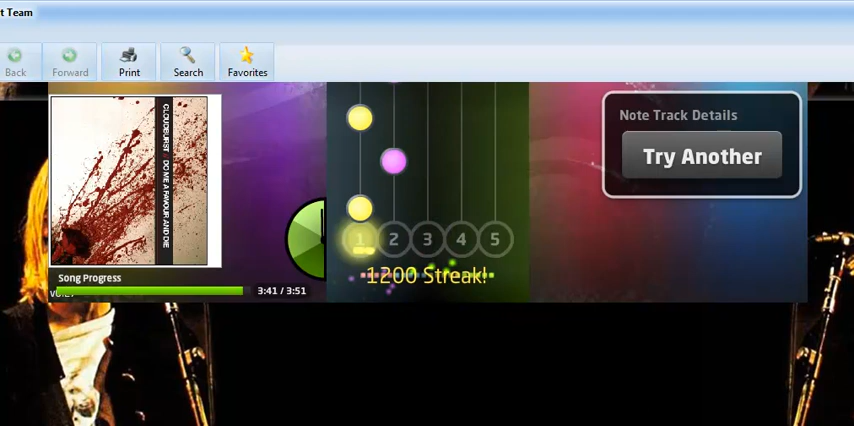 t Team
Back
Forward
Print
Search
Favorites
CLOUDBURST DO ME A FAVOUR AND DIE
Note Track Details
Try Another
1 2 3 4 5
1200 Streak!
Song Progress
3:41 / 3:51